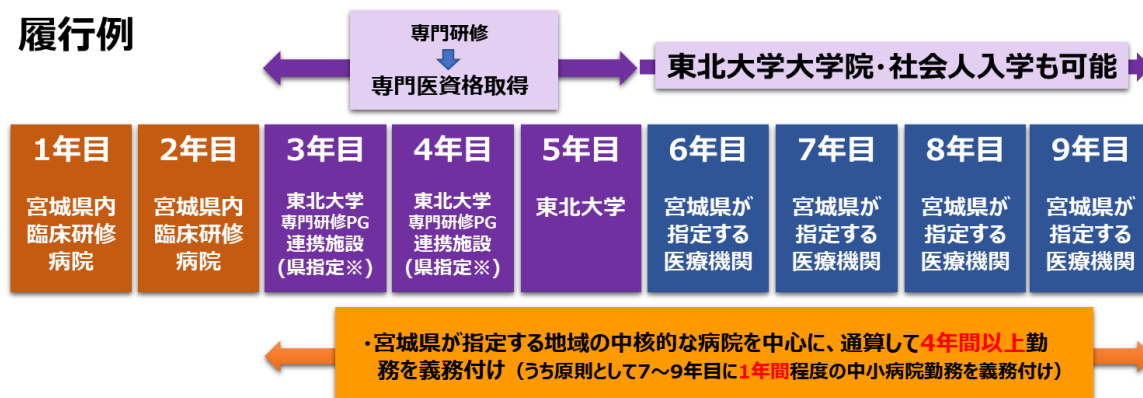 履行例
専門研修
専門医資格取得
東北大学大学院・社会人入学も可能
1年目
宮城県内
臨床研修
病院
2年目
宮城県内
臨床研修
病院
3年目
東北大学
専門研修PG
連携施設
(県指定※)
4年目
東北大学
専門研修PG
連携施設
(県指定※)
5年目
東北大学
6年目
宮城県が
指定する
医療機関
7年目
宮城県が
指定する
医療機関
8年目
宮城県が
指定する
医療機関
9年目
宮城県が
指定する
医療機関
・宮城県が指定する地域の中核的な病院を中心に、通算して4年間以上勤
務を義務付け（うち原則として7～9年目に1年間程度の中小病院勤務を義務付け）